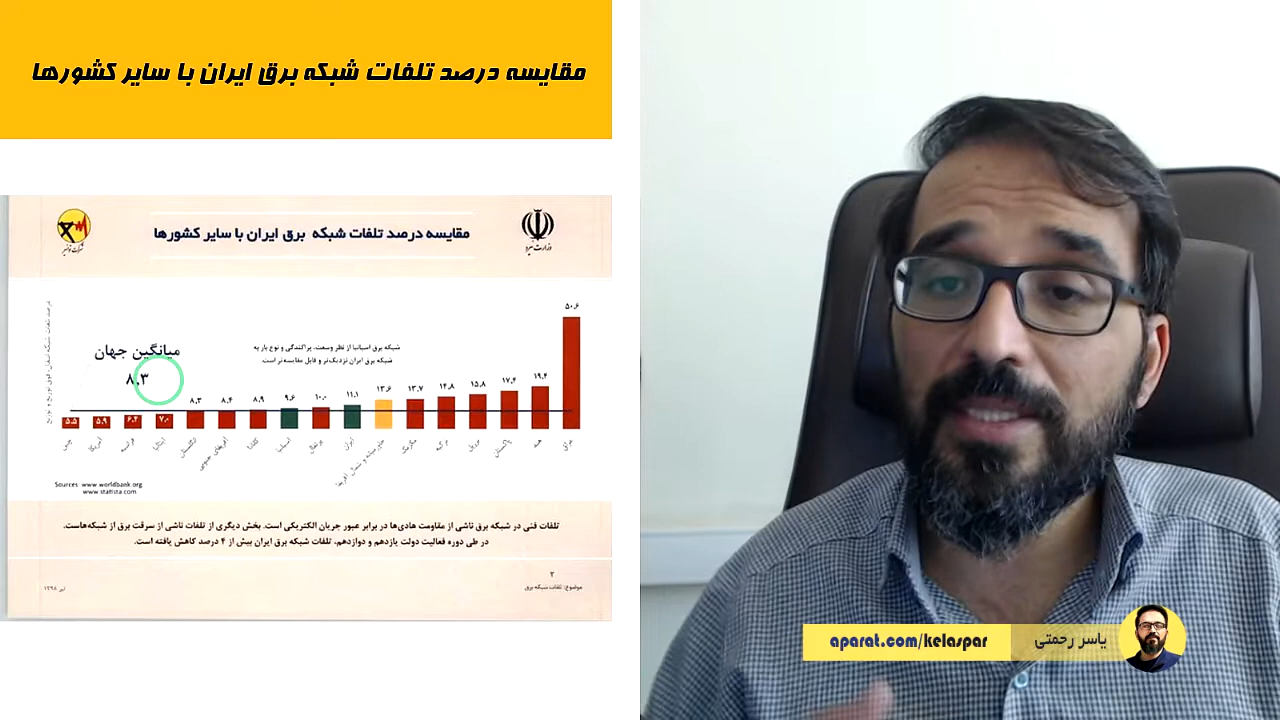 مقایسه درصد تلفات شبکه برق ایران با سایر کشورها
مقایسه درصد تلفات شبکه برق ایران با سایر کشورها
وزارت نیرو
میانگین جهان
۸.۳
شبکه برق اسپانیا از نظر وسعت، پراکندگی و نوع بار به
شبکه برق ایران نزدیک‌تر و قابل مقایسه‌تر است.
۵.۵ ۵.۹ ۶.۴ ۷.۰ ۸.۳ ۸.۴ ۸.۹ ۹.۶ ۱۰.۰ ۱۱.۱ ۱۳.۶ ۱۳.۷ ۱۴.۸ ۱۵.۸ ۱۷.۴ ۱۹.۴ ۵۰.۶
چین آمریکا فرانسه ایتالیا انگلستان آفریقای جنوبی کانادا اسپانیا پرتغال ایران خاورمیانه و شمال آفریقا مکزیک ترکیه برزیل پاکستان هند عراق
Sources: www.worldbank.org
www.statista.com
تلفات فنی در شبکه برق ناشی از مقاومت هادی‌ها در برابر عبور جریان الکتریکی است. بخش دیگری از تلفات ناشی از سرقت برق از شبکه‌هاست.
در طی دوره فعالیت دولت یازدهم و دوازدهم، تلفات شبکه برق ایران بیش از ۴ درصد کاهش یافته است.
۲
موضوع: تلفات شبکه برق
تیر ۱۳۹۸
aparat.com/kelaspar
یاسر رحمتی